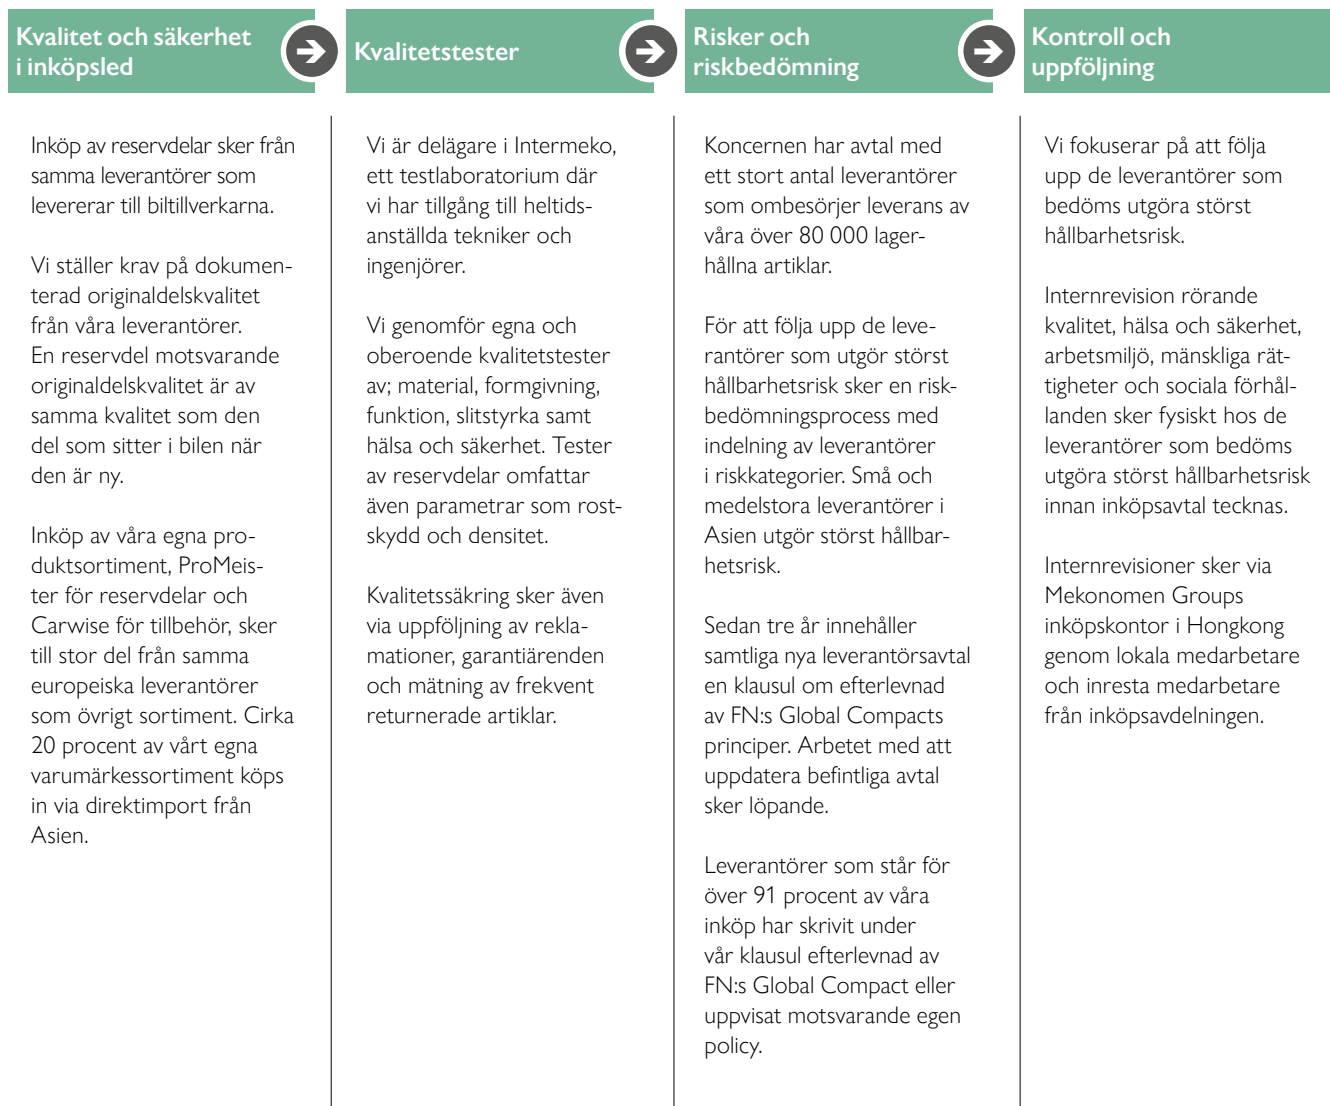 Kvalitet och säkerhet
i inköpsled
Inköp av reservdelar sker från
samma leverantörer som
levererar till biltillverkarna.
Vi ställer krav på dokumen-
terad originaldelskvalitet
från våra leverantörer.
En reservdel motsvarande
originaldelskvalitet är av
samma kvalitet som den
del som sitter i bilen när
den är ny.
Inköp av våra egna pro-
duktsortiment, ProMeis-
ter för reservdelar och
Carwise för tillbehör, sker
till stor del från samma
europeiska leverantörer
som övrigt sortiment. Cirka
20 procent av vårt egna
varumärkessortiment köps
in via direktimport från
Asien.
Kvalitetstester
Vi är delägare i Intermeko,
ett testlaboratorium där
vi har tillgång till heltids-
anställda tekniker och
ingenjörer.
Vi genomför egna och
oberoende kvalitetstester
av; material, formgivning,
funktion, slitstyrka samt
hälsa och säkerhet. Tester
av reservdelar omfattar
även parametrar som rost-
skydd och densitet.
Kvalitetssäkring sker även
via uppföljning av rekla-
mationer, garantiärenden
och mätning av frekvent
returnerade artiklar.
Risker och
riskbedömning
Koncernen har avtal med
ett stort antal leverantörer
som ombesörjer leverans av
våra över 80 000 lager-
hållna artiklar.
För att följa upp de leve-
rantörer som utgör störst
hållbarhetsrisk sker en risk-
bedömningsprocess med
indelning av leverantörer
i riskkategorier. Små och
medelstora leverantörer i
Asien utgör störst hållbar-
hetsrisk.
Sedan tre år innehåller
samtliga nya leverantörsavtal
en klausul om efterlevnad
av FN:s Global Compacts
principer. Arbetet med att
uppdatera befintliga avtal
sker löpande.
Leverantörer som står för
över 91 procent av våra
inköp har skrivit under
vår klausul efterlevnad av
FN:s Global Compact eller
uppvisat motsvarande egen
policy.
Kontroll och
uppföljning
Vi fokuserar på att följa
upp de leverantörer som
bedöms utgöra störst
hållbarhetsrisk.
Internrevision rörande
kvalitet, hälsa och säkerhet,
arbetsmiljö, mänskliga rät-
tigheter och sociala förhål-
landen sker fysiskt hos de
leverantörer som bedöms
utgöra störst hållbarhetsrisk
innan inköpsavtal tecknas.
Internrevisioner sker via
Mekonomen Groups
inköpskontor i Hongkong
genom lokala medarbetare
och inresta medarbetare
från inköpsavdelningen.